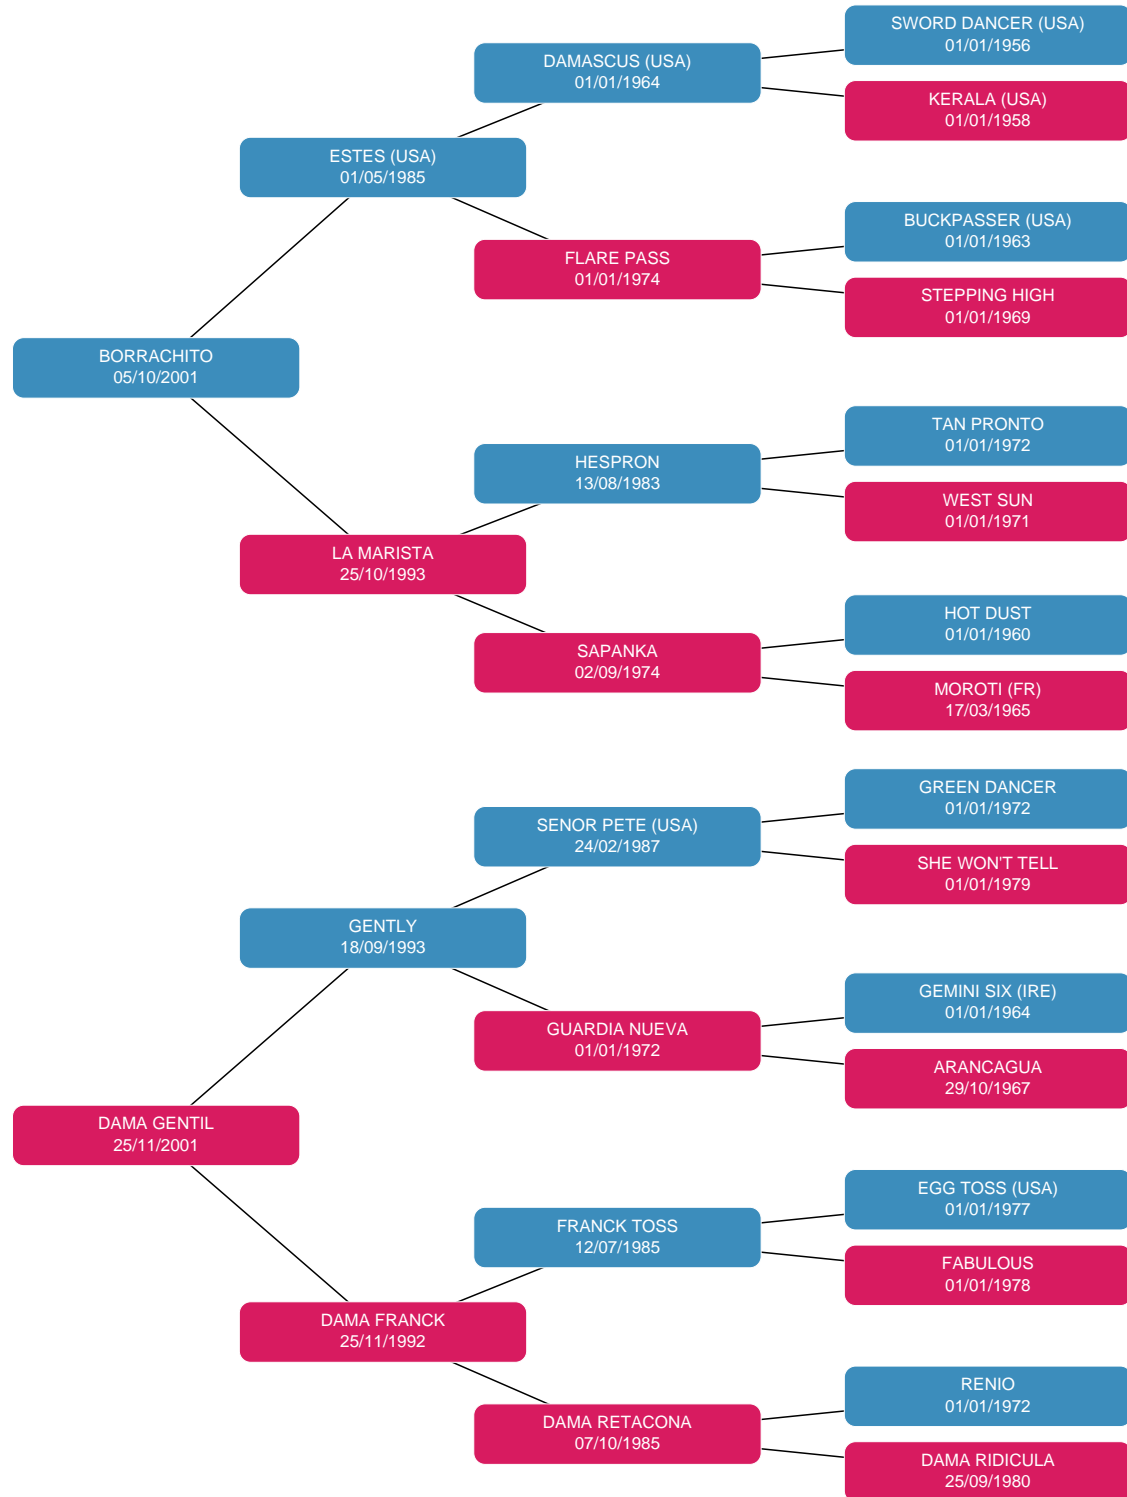 SWORD DANCER (USA)
01/01/1956
DAMASCUS (USA)
01/01/1964
KERALA (USA)
01/01/1958
ESTES (USA)
01/05/1985
BUCKPASSER (USA)
01/01/1963
FLARE PASS
01/01/1974
STEPPING HIGH
01/01/1969
BORRACHITO
05/10/2001
TAN PRONTO
01/01/1972
HESPRON
13/08/1983
WEST SUN
01/01/1971
LA MARISTA
25/10/1993
HOT DUST
01/01/1960
SAPANKA
02/09/1974
MOROTI (FR)
17/03/1965
GREEN DANCER
01/01/1972
SENOR PETE (USA)
24/02/1987
SHE WON'T TELL
01/01/1979
GENTLY
18/09/1993
GEMINI SIX (IRE)
01/01/1964
GUARDIA NUEVA
01/01/1972
ARANCAGUA
29/10/1967
DAMA GENTIL
25/11/2001
EGG TOSS (USA)
01/01/1977
FRANCK TOSS
12/07/1985
FABULOUS
01/01/1978
DAMA FRANCK
25/11/1992
RENIO
01/01/1972
DAMA RETACONA
07/10/1985
DAMA RIDICULA
25/09/1980